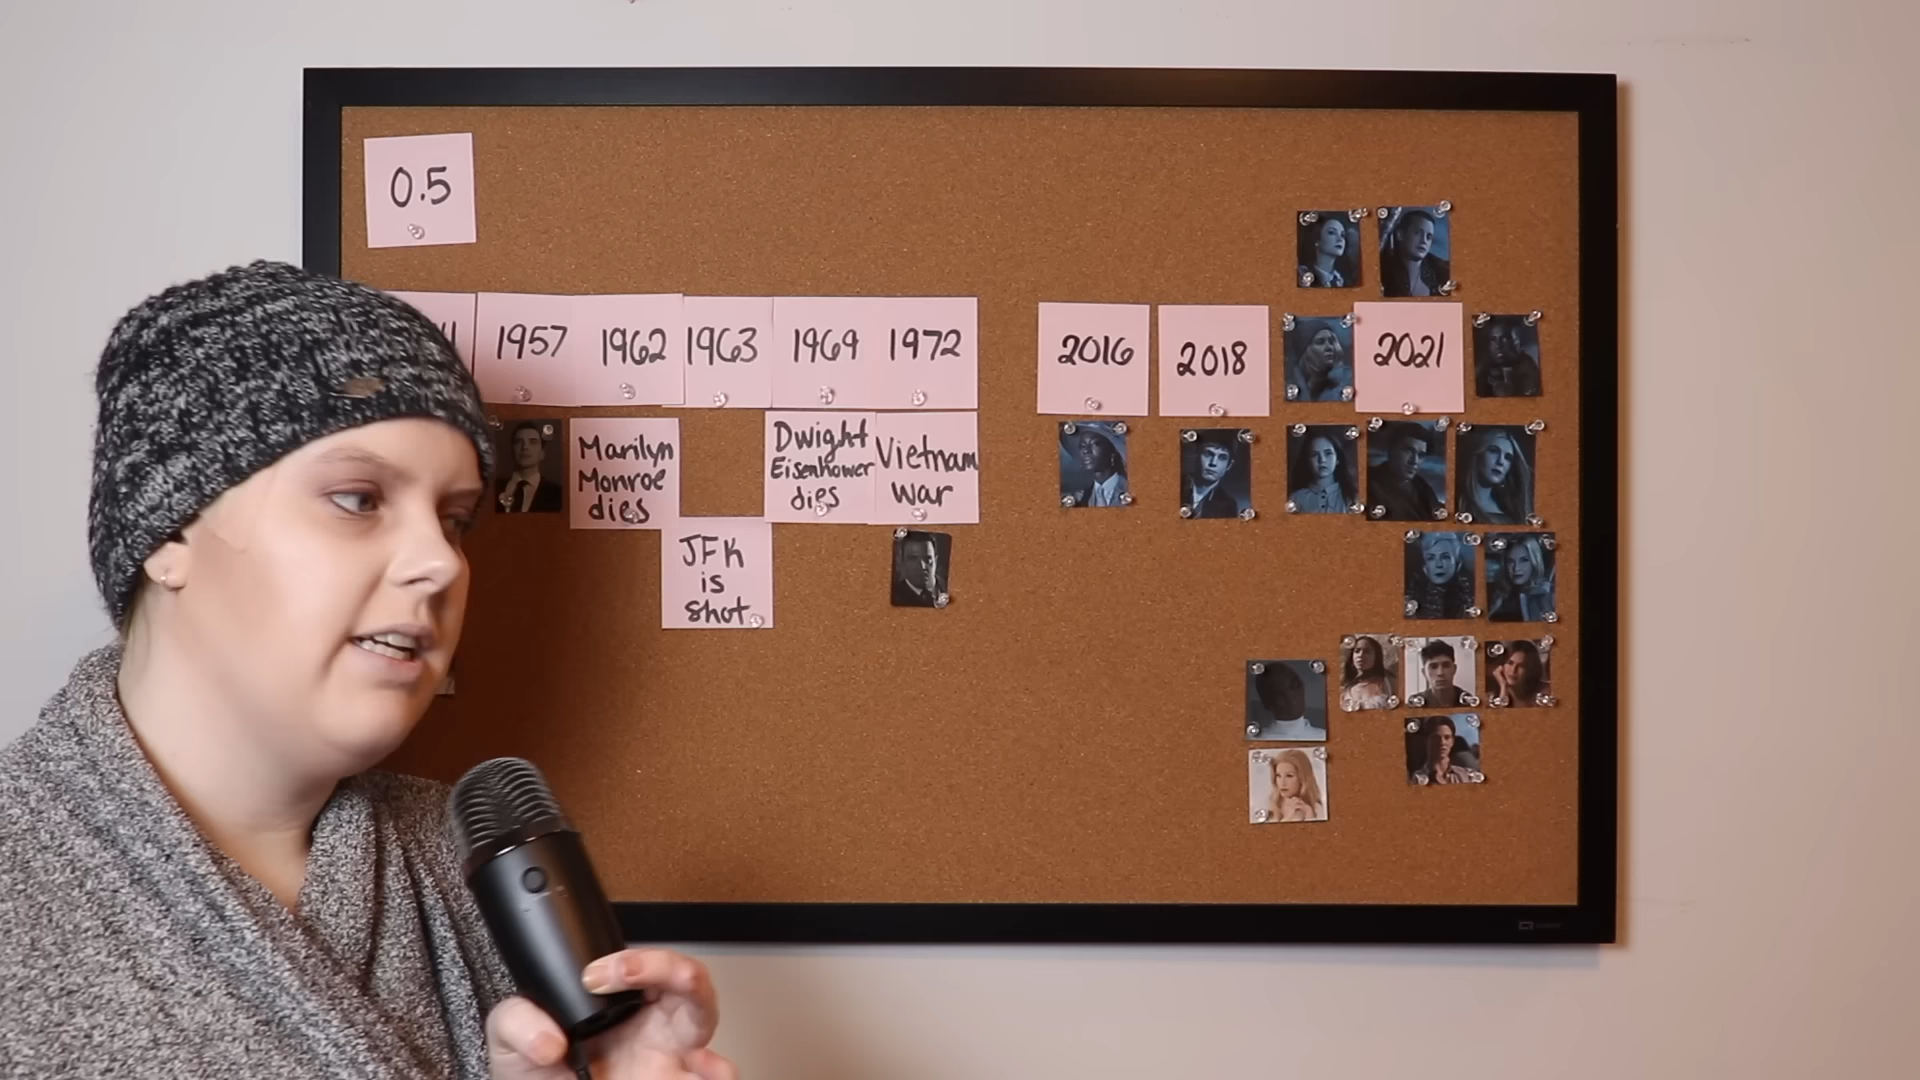 0.5
1957
1962
1963
1969
1972
2016
2018
2021
Marilyn
Monroe
dies
JFK
is
shot
Dwight
Eisenhower
dies
Vietnam
war